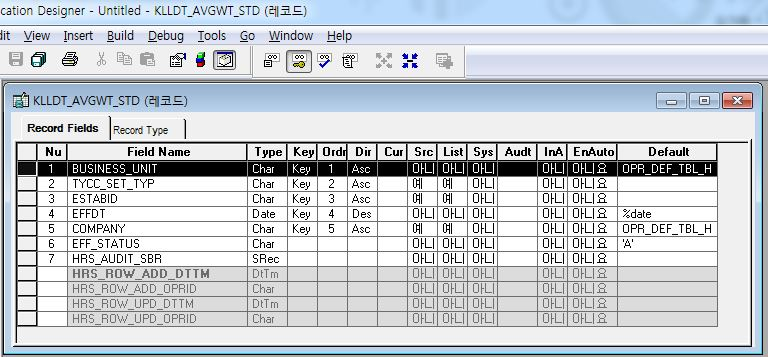 ication Designer - Untitled - KLLDT_AVGWT_STD (레코드)
dit View Insert Build Debug Tools Go Window Help
KLLDT_AVGWT_STD (레코드)
Record Fields Record Type
Nu Field Name Type Key Ordr Dir Cur Src List Sys Audt InA EnAuto Default
1 BUSINESS_UNIT Char Key 1 Asc 아니 아니 아니 아니 아니요 OPR_DEF_TBL_H
2 TYCC_SET_TYP Char Key 2 Asc 예 예 아니 아니 아니요
3 ESTABID Char Key 3 Asc 예 예 아니 아니 아니요
4 EFFDT Date Key 4 Des 아니 아니 아니 아니 아니요 %date
5 COMPANY Char Key 5 Asc 예 예 아니 아니 아니요 OPR_DEF_TBL_H
6 EFF_STATUS Char 아니 아니 아니 아니 아니요 'A'
7 HRS_AUDIT_SBR SRec 아니 아니 아니 아니 아니요
HRS_ROW_ADD_DTTM DtTm 아니 아니 아니 아니 아니요
HRS_ROW_ADD_OPRID Char 아니 아니 아니 아니 아니요
HRS_ROW_UPD_DTTM DtTm 아니 아니 아니 아니 아니요
HRS_ROW_UPD_OPRID Char 아니 아니 아니 아니 아니요